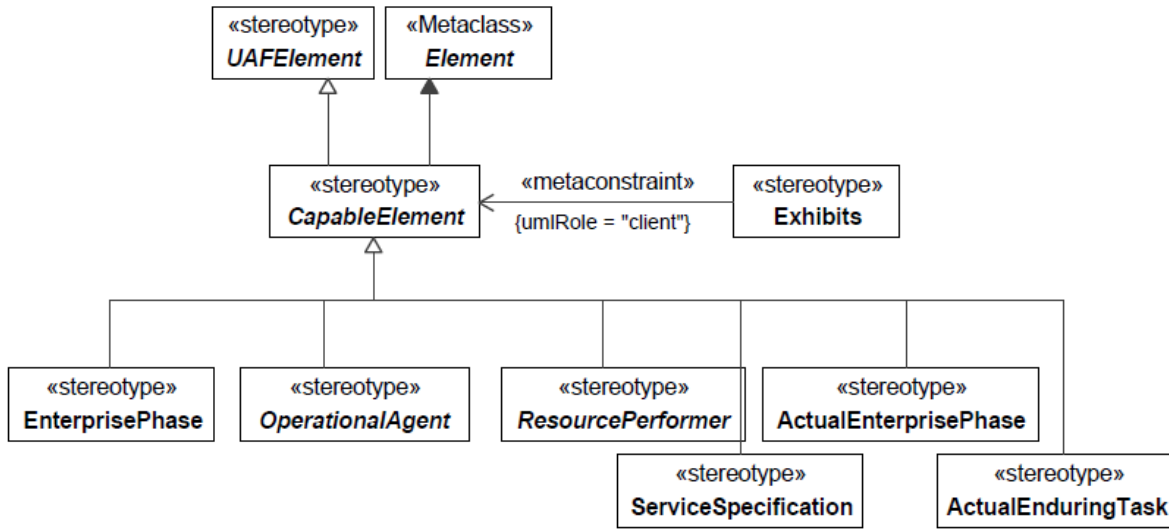 «stereotype»
UAFElement
«Metaclass»
Element
«stereotype»
CapableElement
«metaconstraint»
{umlRole = "client"}
«stereotype»
Exhibits
«stereotype»
EnterprisePhase
«stereotype»
OperationalAgent
«stereotype»
ResourcePerformer
«stereotype»
ActualEnterprisePhase
«stereotype»
ServiceSpecification
«stereotype»
ActualEnduringTask